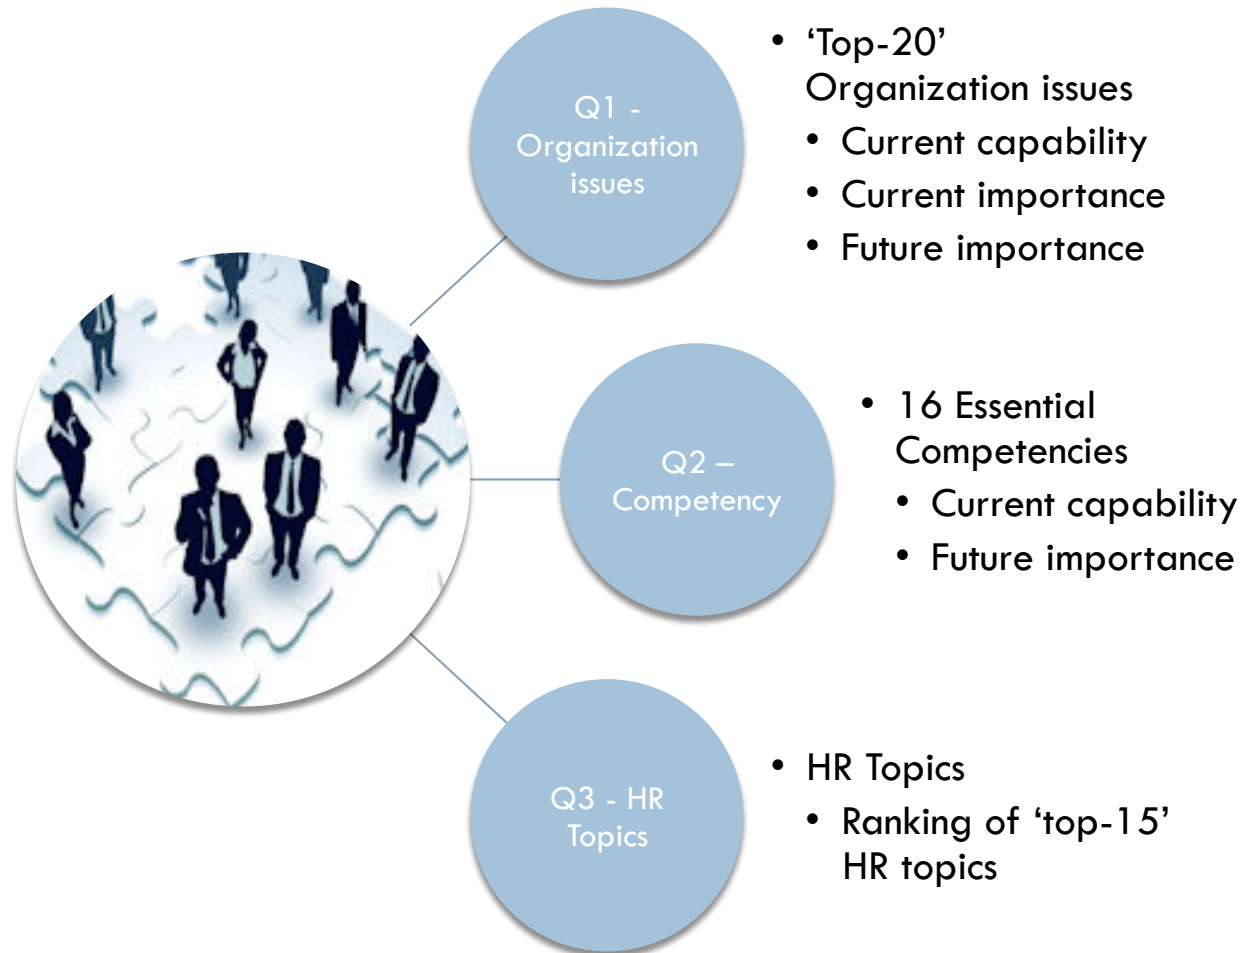 Q1 -
Organization
issues
• ‘Top-20’
Organization issues
• Current capability
• Current importance
• Future importance
Q2 –
Competency
• 16 Essential
Competencies
• Current capability
• Future importance
Q3 - HR
Topics
• HR Topics
• Ranking of ‘top-15’
HR topics